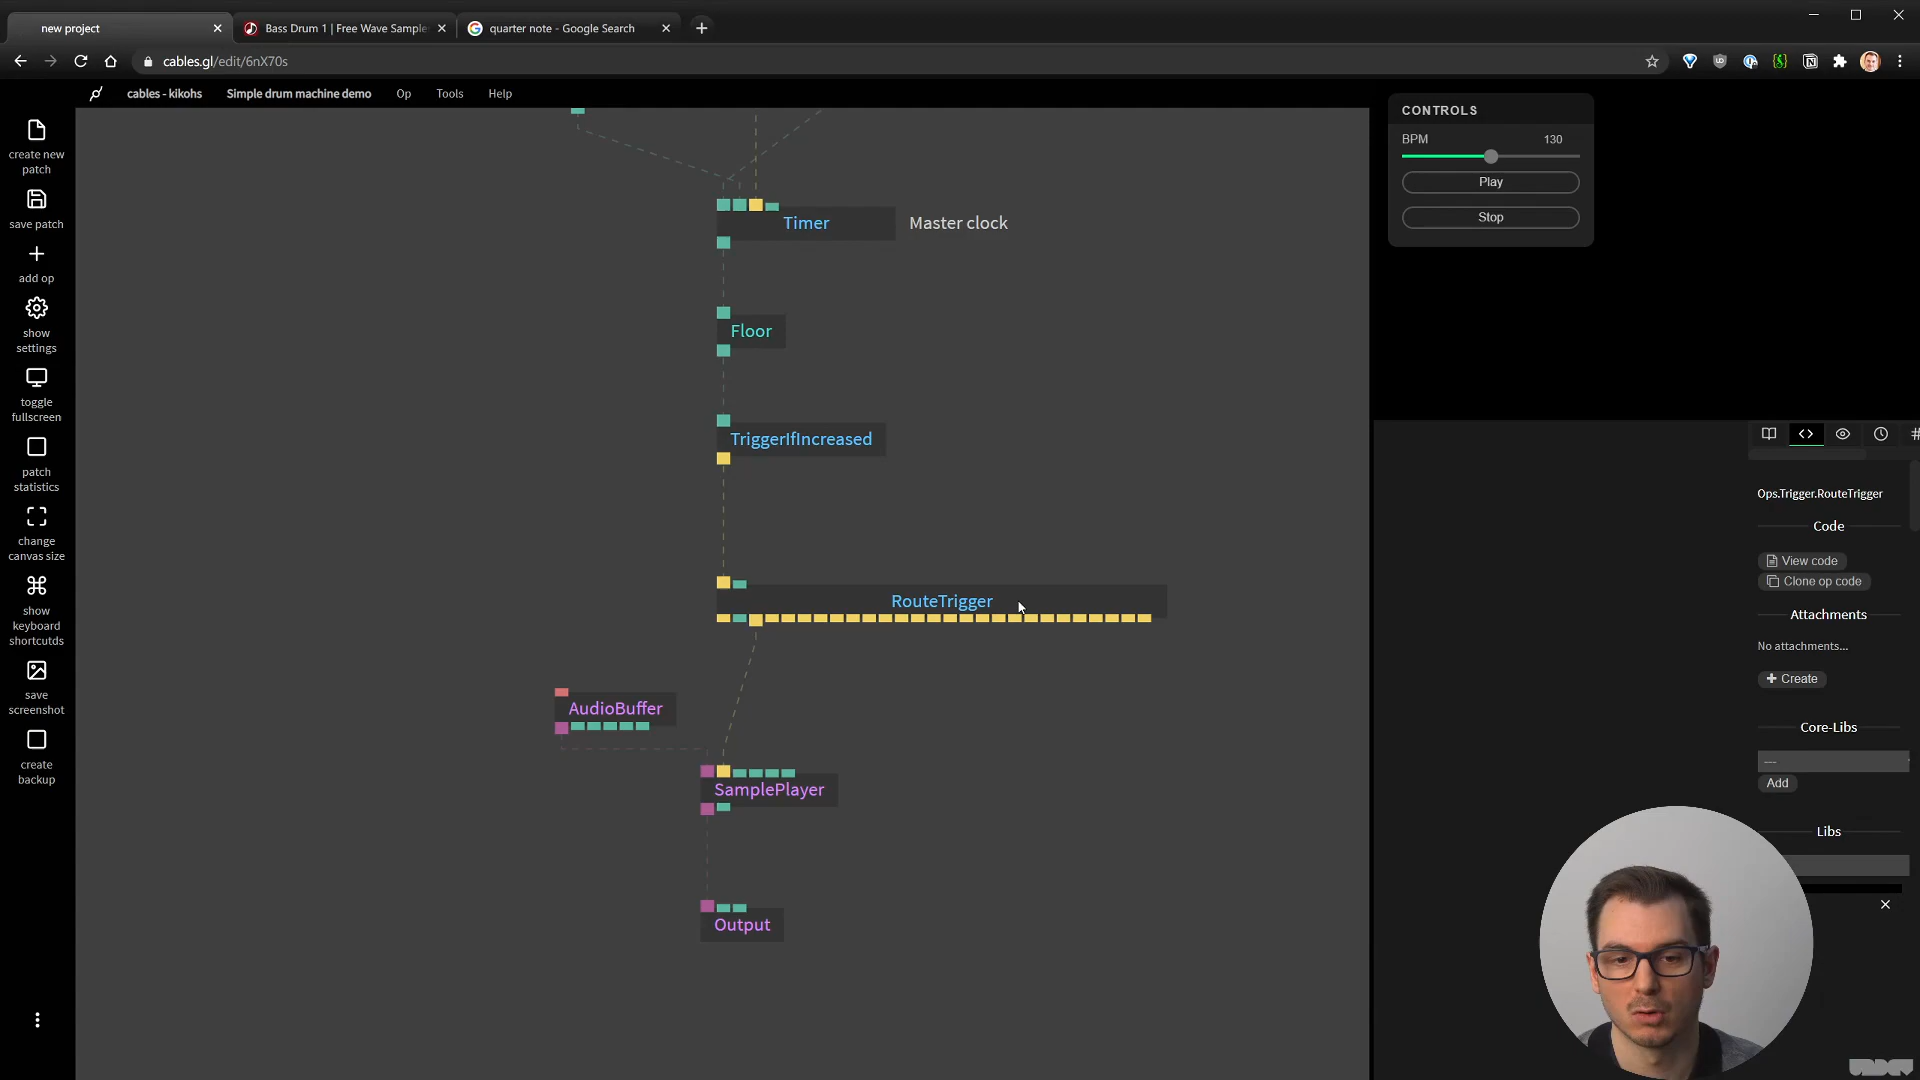 new project
Bass Drum 1 | Free Wave Sample
quarter note - Google Search
cables.gl/edit/6nX70s
cables - kikohs
Simple drum machine demo
Op
Tools
Help
create new
patch
save patch
add op
show
settings
toggle
fullscreen
patch
statistics
change
canvas size
show
keyboard
shortcutds
save
screenshot
create
backup
Timer
Master clock
Floor
TriggerIfIncreased
RouteTrigger
AudioBuffer
SamplePlayer
Output
CONTROLS
BPM
130
Play
Stop
Ops.Trigger.RouteTrigger
Code
View code
Clone op code
Attachments
No attachments...
+ Create
Core-Libs
---
Add
Libs